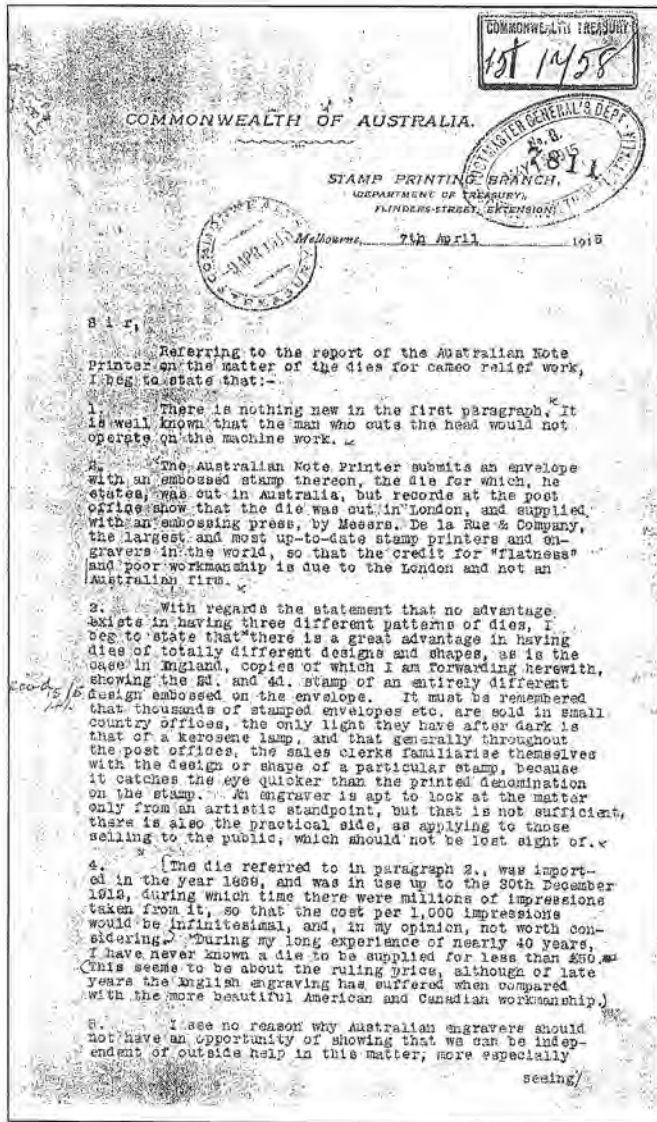 COMMONWEALTH TREASURY
15/ 1258
COMMONWEALTH OF AUSTRALIA.
POSTMASTER GENERAL'S DEPT.
1811
STAMP PRINTING BRANCH,
(DEPARTMENT OF TREASURY)
FLINDERS-STREET, EXTENSION,
COMMONWEALTH
9 APR 1915
TREASURY
Melbourne, 7th April 1915
Sir,
Referring to the report of the Australian Note
Printer on the matter of the dies for cameo relief work,
I beg to state that:-
1. There is nothing new in the first paragraph. It
is well known that the man who cuts the head would not
operate on the machine work.
2. The Australian Note Printer submits an envelope
with an embossed stamp thereon, the die for which, he
states, was cut in Australia, but records at the post
office show that the die was cut in London, and supplied
with an embossing press, by Messrs. De la Rue & Company,
the largest and most up-to-date stamp printers and en-
gravers in the world, so that the credit for "flatness"
and poor workmanship is due to the London and not an
Australian firm.
3. With regards the statement that no advantage
exists in having three different patterns of dies, I
beg to state that there is a great advantage in having
dies of totally different designs and shapes, as is the
case in England, copies of which I am forwarding herewith,
showing the 2d. and 4d. stamp of an entirely different
design embossed on the envelope. It must be remembered
that thousands of stamped envelopes etc. are sold in small
country offices, the only light they have after dark is
that of a kerosene lamp, and that generally throughout
the post offices, the sales clerks familiarise themselves
with the design or shape of a particular stamp, because
it catches the eye quicker than the printed denomination
on the stamp. An engraver is apt to look at the matter
only from an artistic standpoint, but that is not sufficient,
there is also the practical side, as applying to those
selling to the public, which should not be lost sight of.
4. [The die referred to in paragraph 2., was import-
ed in the year 1868, and was in use up to the 30th December
1912, during which time there were millions of impressions
taken from it, so that the cost per 1,000 impressions
would be infinitesimal, and, in my opinion, not worth con-
sidering. During my long experience of nearly 40 years,
I have never known a die to be supplied for less than £50.
(This seems to be about the ruling price, although of late
years the English engraving has suffered when compared
with the more beautiful American and Canadian workmanship.)
5. I see no reason why Australian engravers should
not have an opportunity of showing that we can be indep-
endent of outside help in this matter, more especially
seeing/